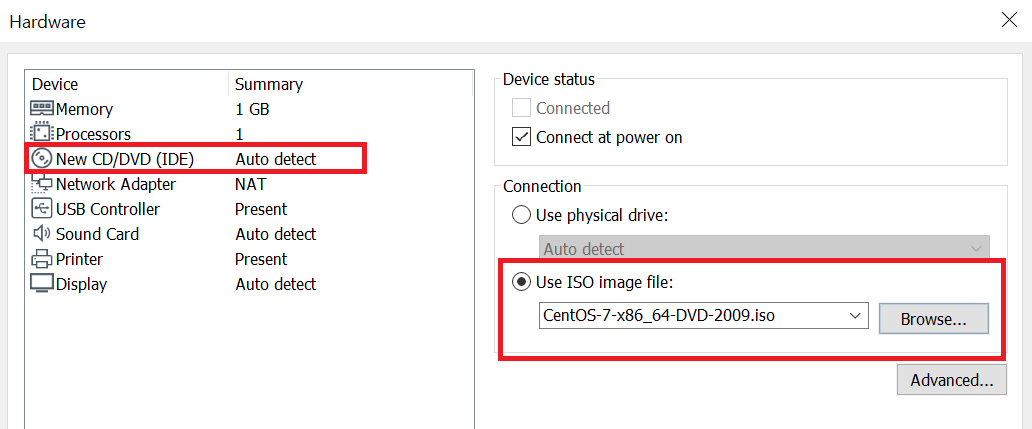 Hardware
Device Summary
Memory 1 GB
Processors 1
New CD/DVD (IDE) Auto detect
Network Adapter NAT
USB Controller Present
Sound Card Auto detect
Printer Present
Display Auto detect
Device status
Connected
Connect at power on
Connection
Use physical drive:
Auto detect
Use ISO image file:
CentOS-7-x86_64-DVD-2009.iso Browse...
Advanced...